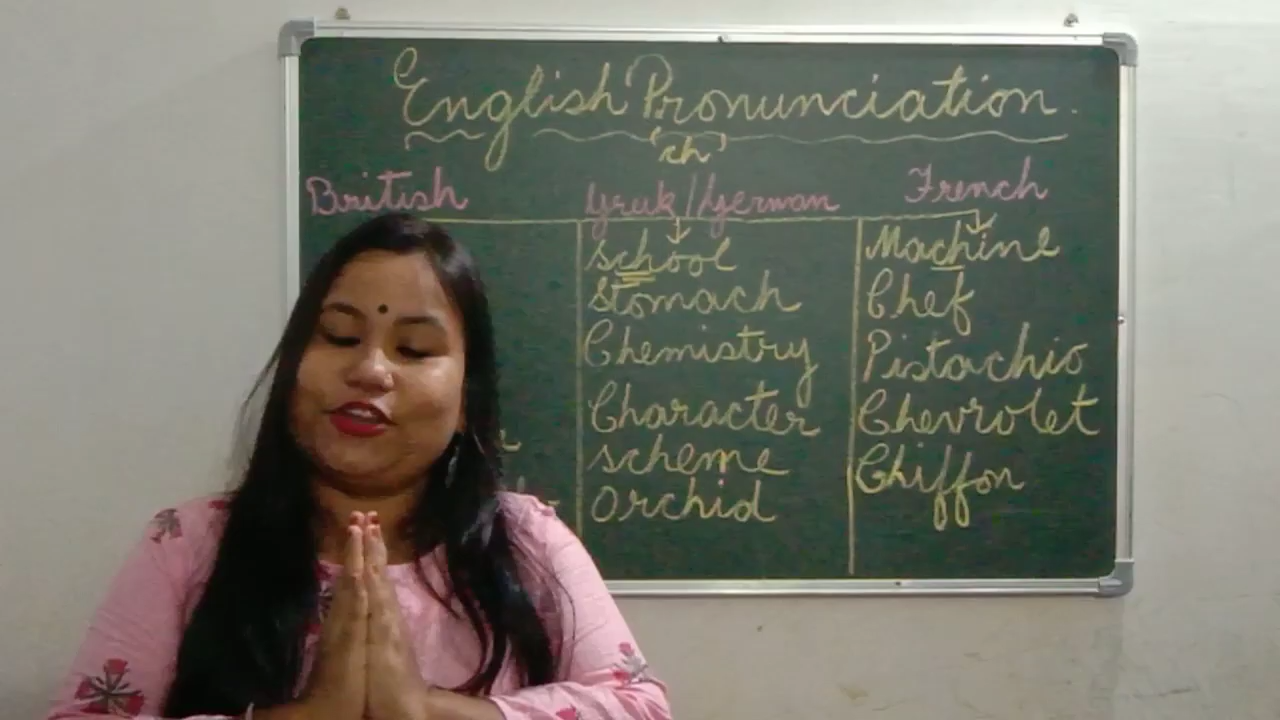 English Pronunciation.
'ch'
British
Greek/German
French
School
Stomach
Chemistry
Character
scheme
Orchid
Machine
Chef
Pistachio
Chevrolet
Chiffon